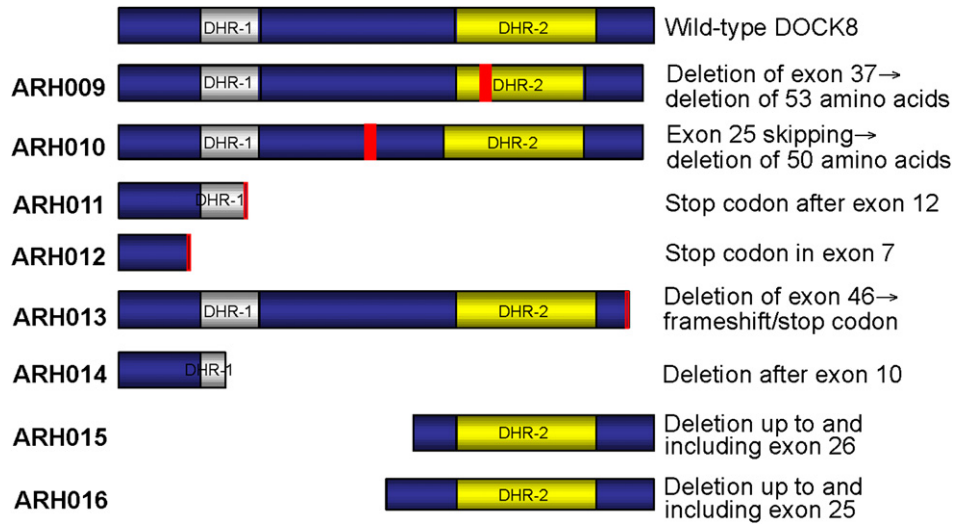 DHR-1 DHR-2 Wild-type DOCK8
ARH009 DHR-1 DHR-2 Deletion of exon 37→
deletion of 53 amino acids
ARH010 DHR-1 DHR-2 Exon 25 skipping→
deletion of 50 amino acids
ARH011 DHR-1 Stop codon after exon 12
ARH012 Stop codon in exon 7
ARH013 DHR-1 DHR-2 Deletion of exon 46→
frameshift/stop codon
ARH014 DHR-1 Deletion after exon 10
ARH015 DHR-2 Deletion up to and
including exon 26
ARH016 DHR-2 Deletion up to and
including exon 25